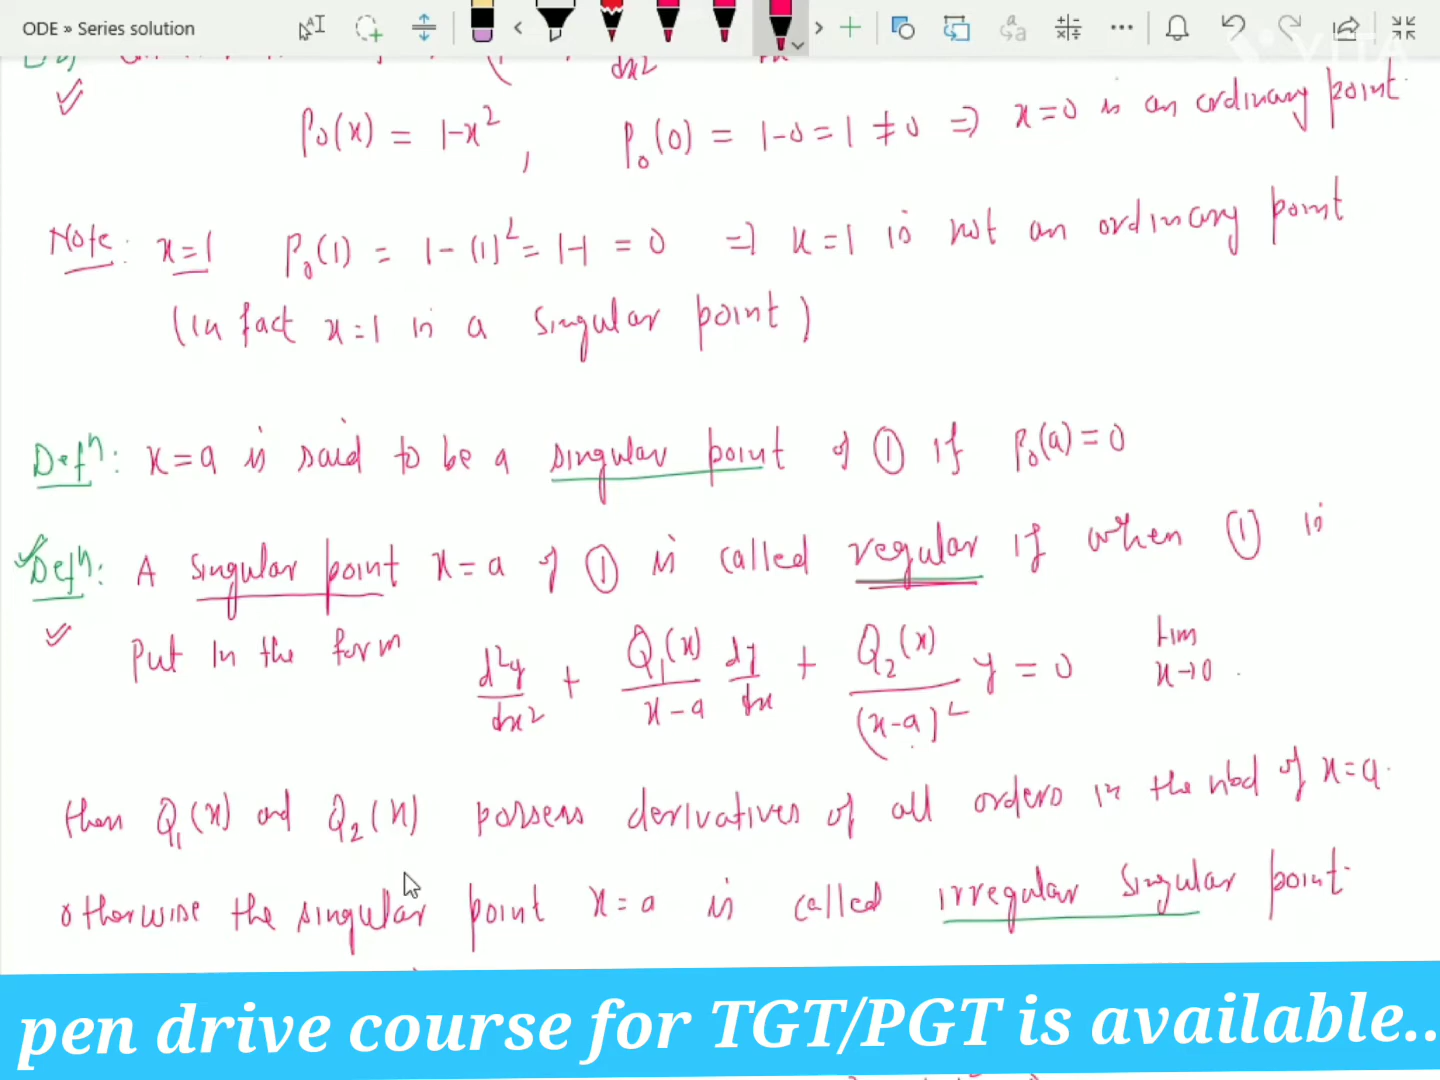 ODE » Series solution
VITA
P₀(x) = 1-x² , P₀(0) = 1-0 = 1 ≠ 0 ⇒ x=0 is an ordinary point.
Note: x=1 P₀(1) = 1-(1)² = 1-1 = 0 ⇒ x=1 is not an ordinary point
(In fact x=1 is a singular point)
Defⁿ: x=a is said to be a singular point of ① if P₀(a)=0
Defⁿ: A singular point x=a of ① is called regular if when ① is
Put in the form d²y/dx² + Q₁(x)/(x-a) dy/dx + Q₂(x)/(x-a)² y = 0 lim x→0 .
then Q₁(x) and Q₂(x) possess derivatives of all orders in the nbd of x=a.
otherwise the singular point x=a is called irregular singular point.
pen drive course for TGT/PGT is available..